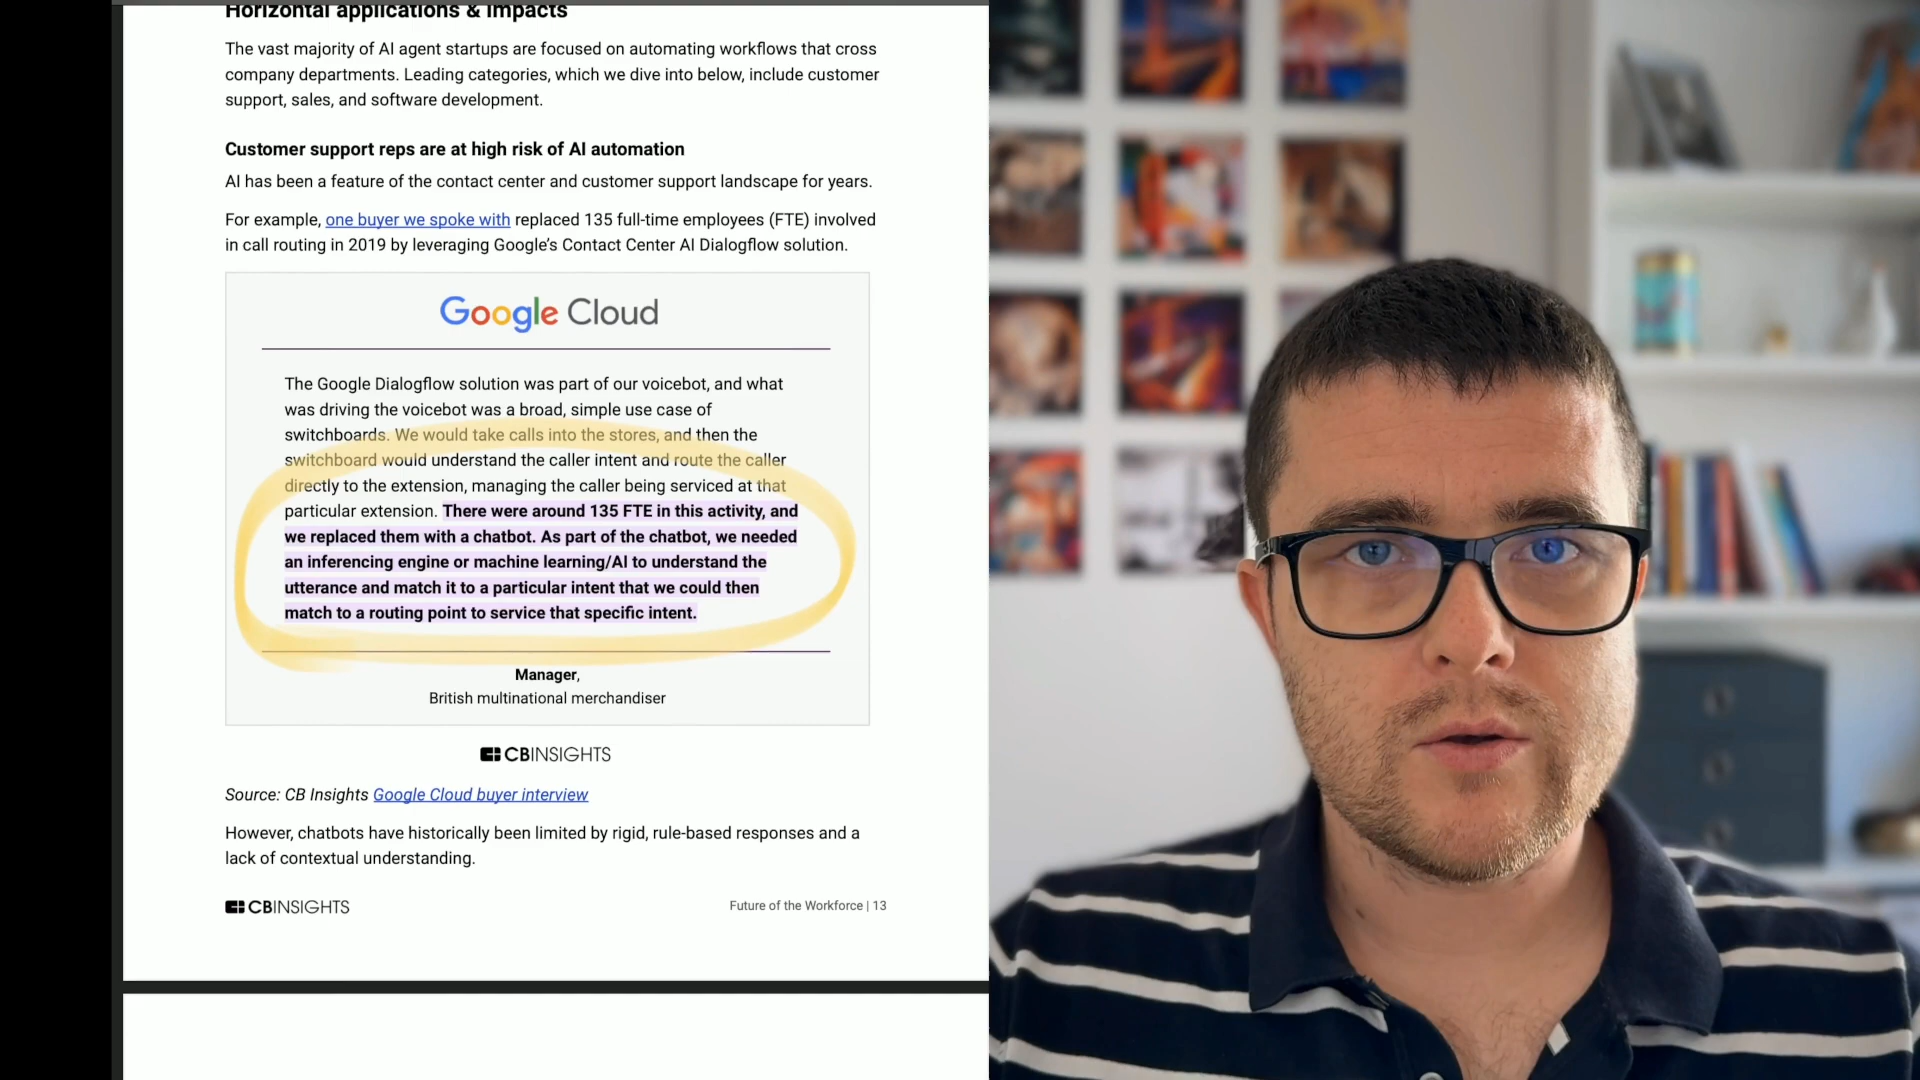 Horizontal applications & impacts
The vast majority of AI agent startups are focused on automating workflows that cross
company departments. Leading categories, which we dive into below, include customer
support, sales, and software development.
Customer support reps are at high risk of AI automation
AI has been a feature of the contact center and customer support landscape for years.
For example, one buyer we spoke with replaced 135 full-time employees (FTE) involved
in call routing in 2019 by leveraging Google’s Contact Center AI Dialogflow solution.
Google Cloud
The Google Dialogflow solution was part of our voicebot, and what
was driving the voicebot was a broad, simple use case of
switchboards. We would take calls into the stores, and then the
switchboard would understand the caller intent and route the caller
directly to the extension, managing the caller being serviced at that
particular extension. There were around 135 FTE in this activity, and
we replaced them with a chatbot. As part of the chatbot, we needed
an inferencing engine or machine learning/AI to understand the
utterance and match it to a particular intent that we could then
match to a routing point to service that specific intent.
Manager,
British multinational merchandiser
CBINSIGHTS
Source: CB Insights Google Cloud buyer interview
However, chatbots have historically been limited by rigid, rule-based responses and a
lack of contextual understanding.
CBINSIGHTS
Future of the Workforce | 13